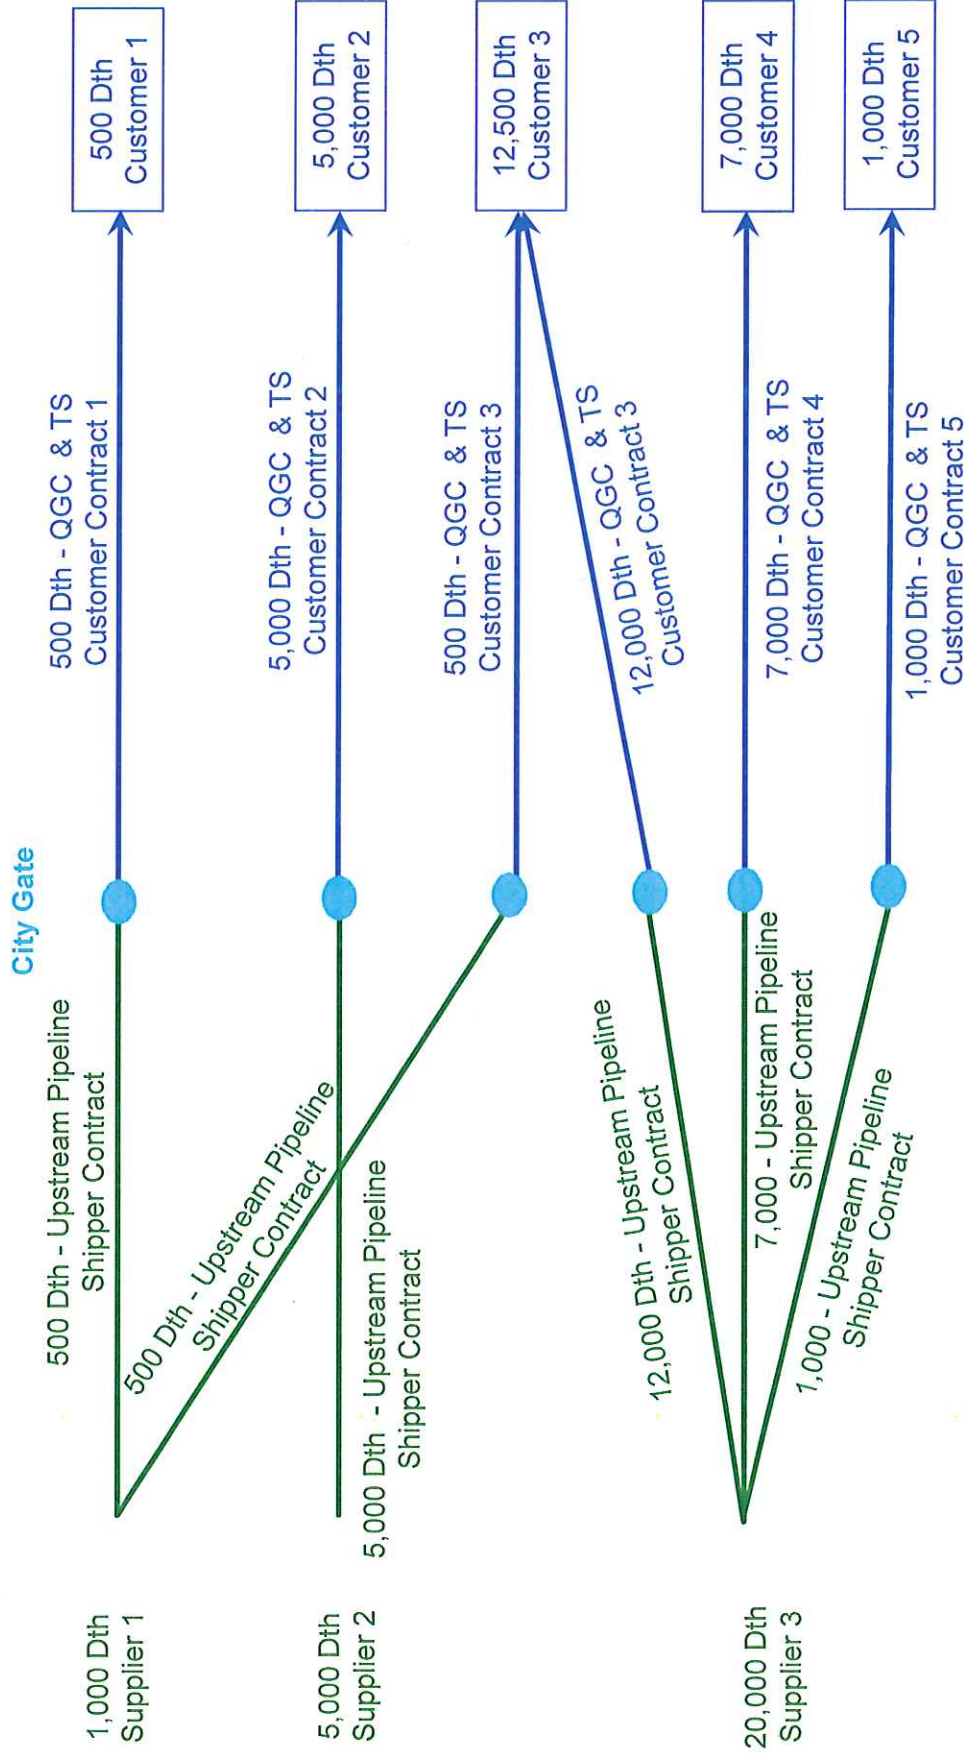 City Gate
1,000 Dth
Supplier 1
500 Dth - Upstream Pipeline
Shipper Contract
500 Dth - QGC & TS
Customer Contract 1
500 Dth
Customer 1
500 Dth - Upstream Pipeline
Shipper Contract
5,000 Dth
Supplier 2
5,000 Dth - Upstream Pipeline
Shipper Contract
5,000 Dth - QGC & TS
Customer Contract 2
5,000 Dth
Customer 2
500 Dth - QGC & TS
Customer Contract 3
12,500 Dth
Customer 3
12,000 Dth - Upstream Pipeline
Shipper Contract
12,000 Dth - QGC & TS
Customer Contract 3
20,000 Dth
Supplier 3
7,000 - Upstream Pipeline
Shipper Contract
7,000 Dth - QGC & TS
Customer Contract 4
7,000 Dth
Customer 4
1,000 - Upstream Pipeline
Shipper Contract
1,000 Dth - QGC & TS
Customer Contract 5
1,000 Dth
Customer 5